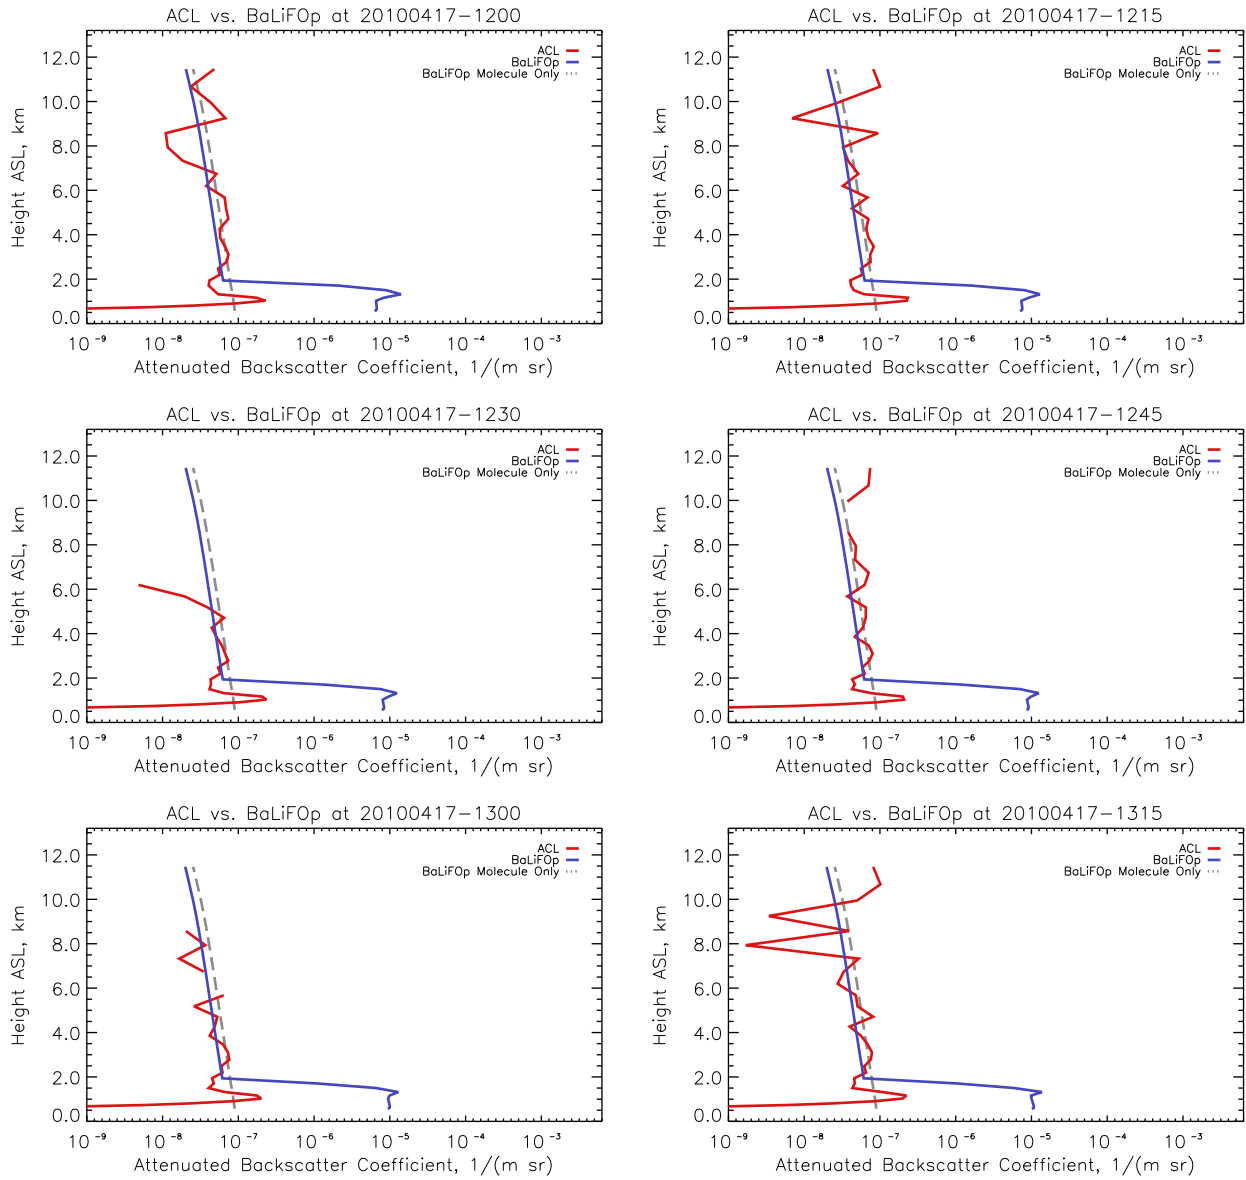 ACL vs. BaLiFOp at 20100417-1200
12.0
10.0
8.0
6.0
4.0
2.0
0.0
Height ASL, km
ACL
BaLiFOp
BaLiFOp Molecule Only
10⁻⁹ 10⁻⁸ 10⁻⁷ 10⁻⁶ 10⁻⁵ 10⁻⁴ 10⁻³
Attenuated Backscatter Coefficient, 1/(m sr)
ACL vs. BaLiFOp at 20100417-1215
12.0
10.0
8.0
6.0
4.0
2.0
0.0
Height ASL, km
ACL
BaLiFOp
BaLiFOp Molecule Only
10⁻⁹ 10⁻⁸ 10⁻⁷ 10⁻⁶ 10⁻⁵ 10⁻⁴ 10⁻³
Attenuated Backscatter Coefficient, 1/(m sr)
ACL vs. BaLiFOp at 20100417-1230
12.0
10.0
8.0
6.0
4.0
2.0
0.0
Height ASL, km
ACL
BaLiFOp
BaLiFOp Molecule Only
10⁻⁹ 10⁻⁸ 10⁻⁷ 10⁻⁶ 10⁻⁵ 10⁻⁴ 10⁻³
Attenuated Backscatter Coefficient, 1/(m sr)
ACL vs. BaLiFOp at 20100417-1245
12.0
10.0
8.0
6.0
4.0
2.0
0.0
Height ASL, km
ACL
BaLiFOp
BaLiFOp Molecule Only
10⁻⁹ 10⁻⁸ 10⁻⁷ 10⁻⁶ 10⁻⁵ 10⁻⁴ 10⁻³
Attenuated Backscatter Coefficient, 1/(m sr)
ACL vs. BaLiFOp at 20100417-1300
12.0
10.0
8.0
6.0
4.0
2.0
0.0
Height ASL, km
ACL
BaLiFOp
BaLiFOp Molecule Only
10⁻⁹ 10⁻⁸ 10⁻⁷ 10⁻⁶ 10⁻⁵ 10⁻⁴ 10⁻³
Attenuated Backscatter Coefficient, 1/(m sr)
ACL vs. BaLiFOp at 20100417-1315
12.0
10.0
8.0
6.0
4.0
2.0
0.0
Height ASL, km
ACL
BaLiFOp
BaLiFOp Molecule Only
10⁻⁹ 10⁻⁸ 10⁻⁷ 10⁻⁶ 10⁻⁵ 10⁻⁴ 10⁻³
Attenuated Backscatter Coefficient, 1/(m sr)